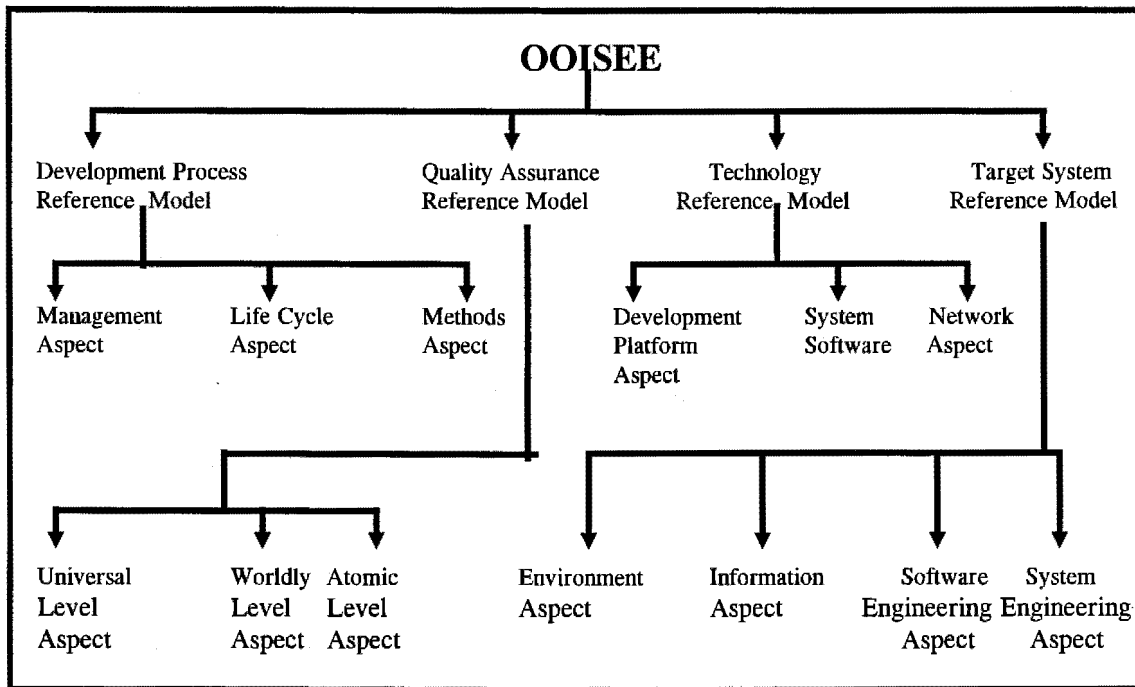 OOISEE
Development Process
Reference Model
Quality Assurance
Reference Model
Technology
Reference Model
Target System
Reference Model
Management
Aspect
Life Cycle
Aspect
Methods
Aspect
Development
Platform
Aspect
System
Software
Network
Aspect
Universal
Level
Aspect
Worldly
Level
Aspect
Atomic
Level
Aspect
Environment
Aspect
Information
Aspect
Software
Engineering
Aspect
System
Engineering
Aspect